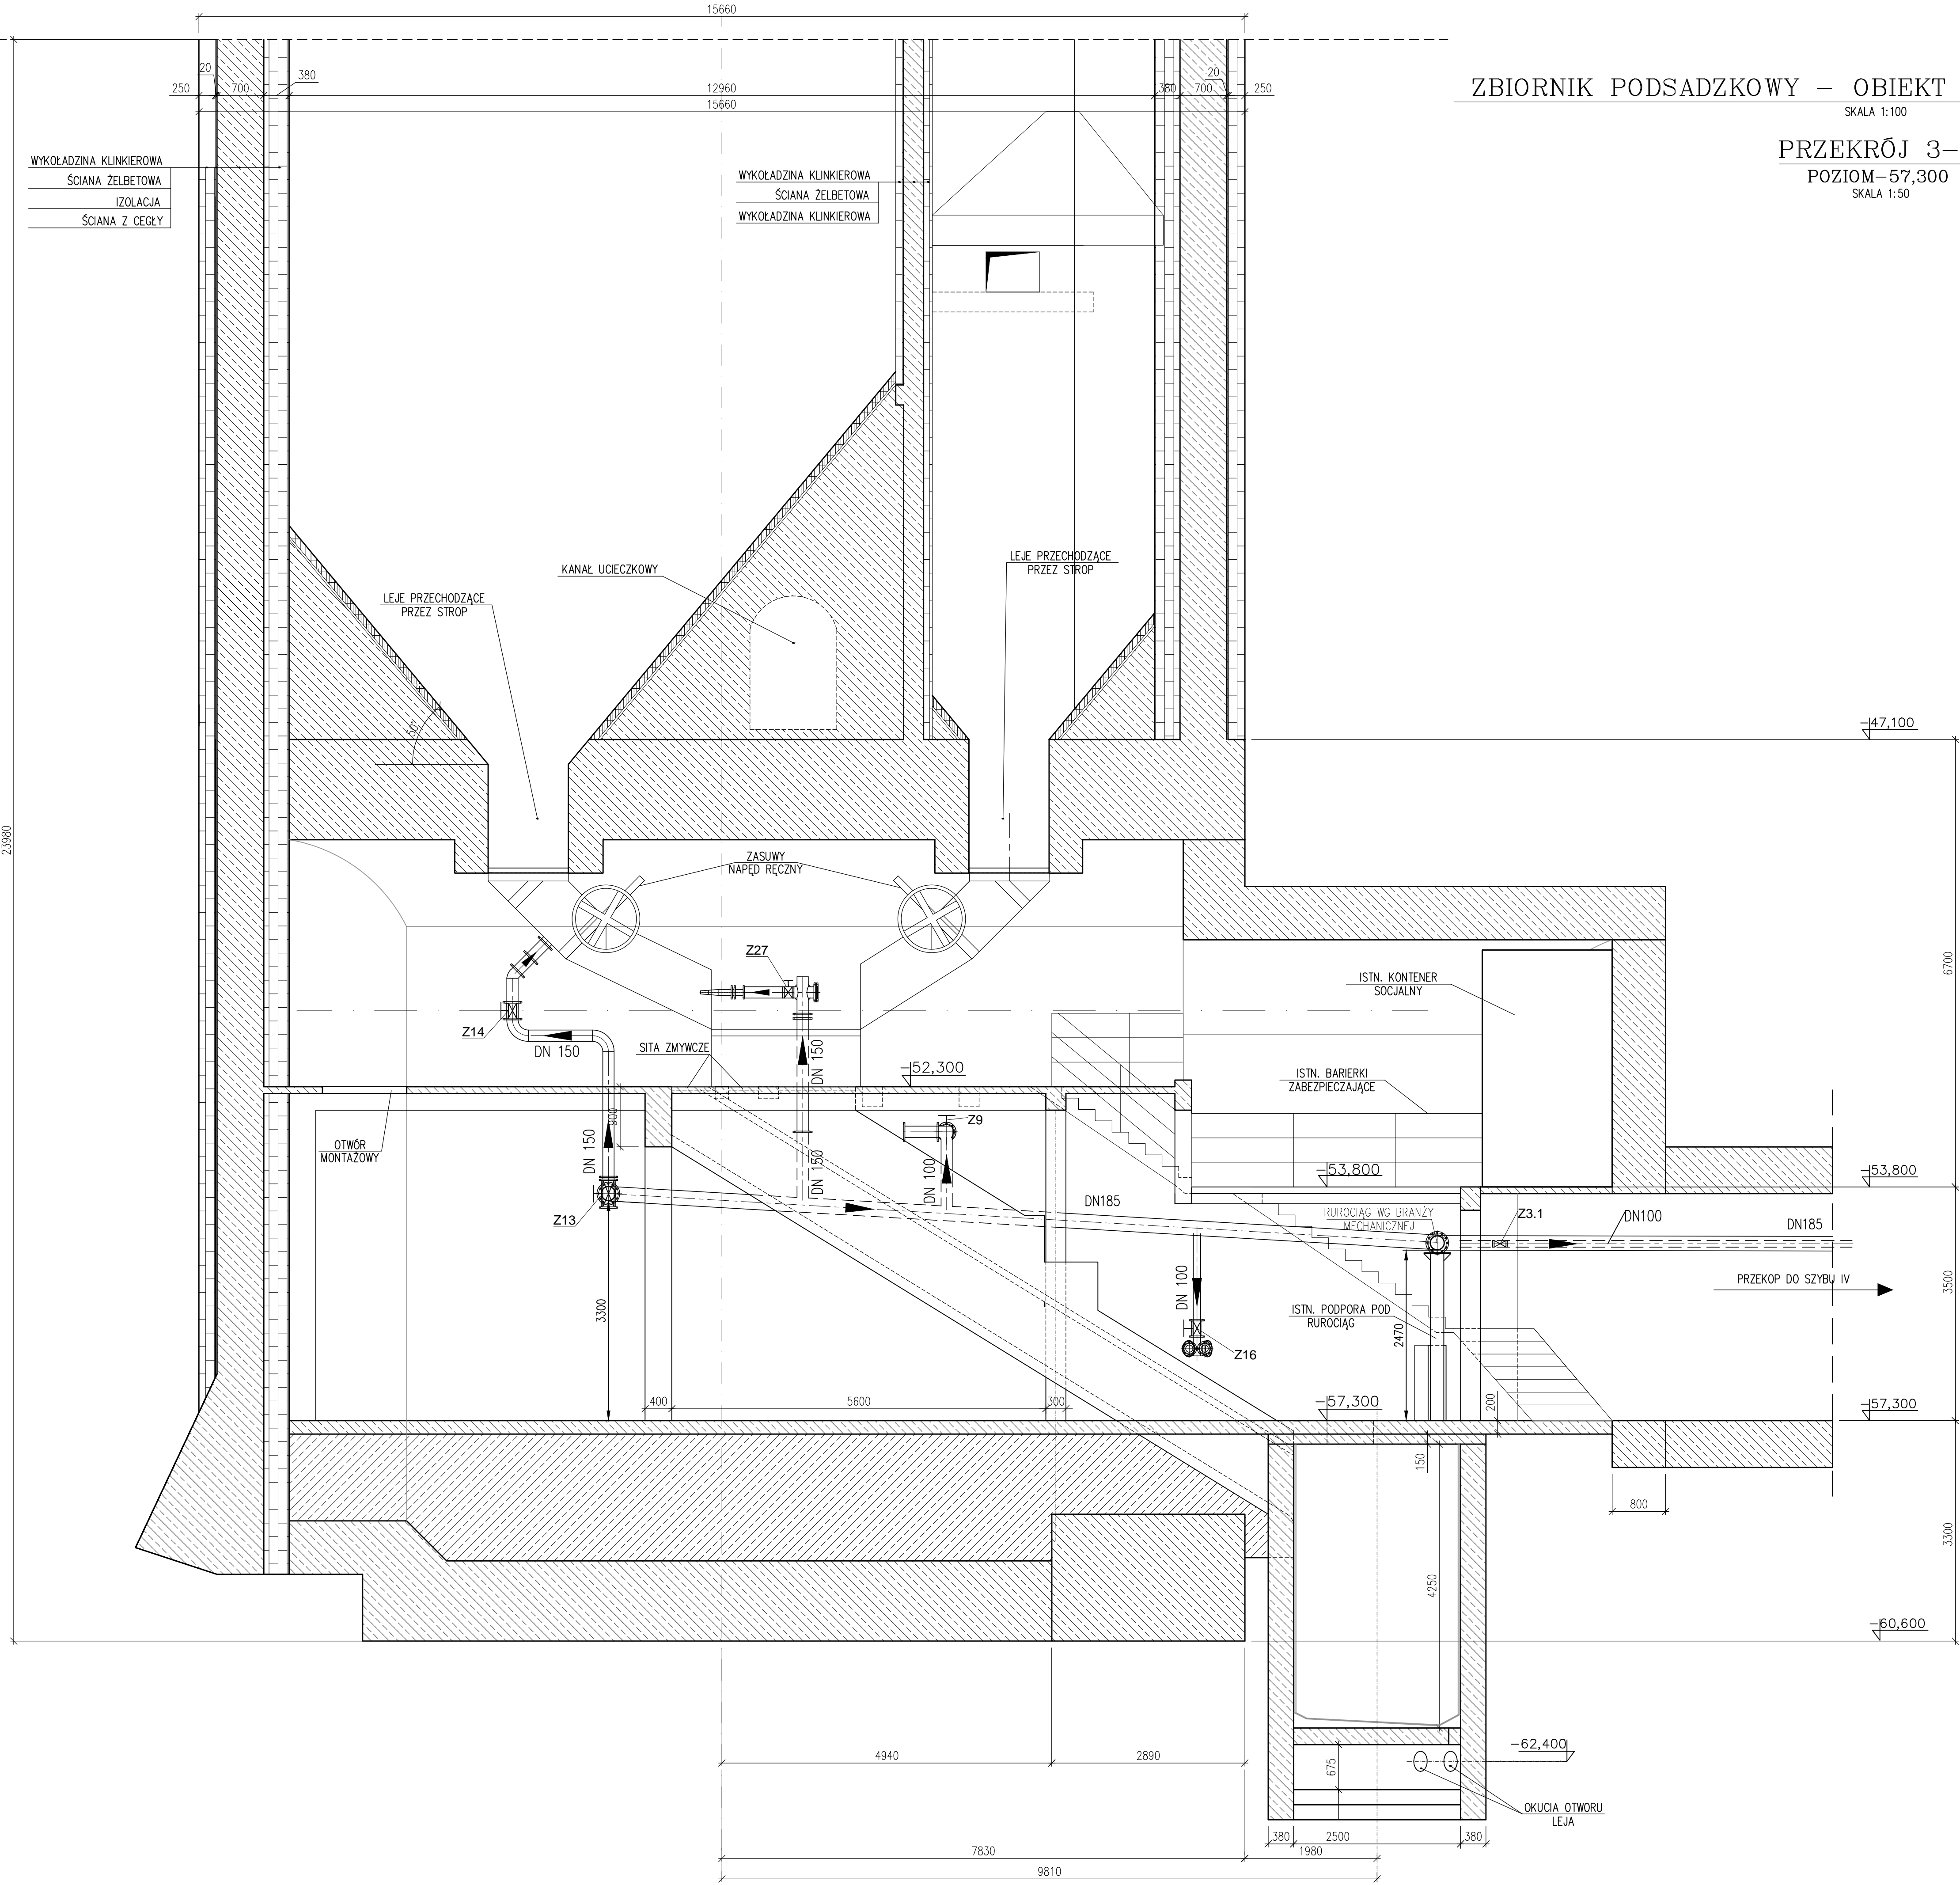 15660
20
380
250
700
12960
380
700
20
250
15660
ZBIORNIK PODSADZKOWY – OBIEKT
SKALA 1:100
PRZEKRÓJ 3–
POZIOM–57,300
SKALA 1:50
WYKOŁADZINA KLINKIEROWA
ŚCIANA ŻELBETOWA
IZOLACJA
ŚCIANA Z CEGŁY
WYKOŁADZINA KLINKIEROWA
ŚCIANA ŻELBETOWA
WYKOŁADZINA KLINKIEROWA
LEJE PRZECHODZĄCE
PRZEZ STROP
KANAŁ UCIECZKOWY
LEJE PRZECHODZĄCE
PRZEZ STROP
50°
-47,100
23980
ZASUWY
NAPĘD RĘCZNY
Z27
Z14
DN 150
SITA ZMYWCZE
DN 150
-52,300
ISTN. KONTENER
SOCJALNY
6700
ISTN. BARIERKI
ZABEZPIECZAJĄCE
900
Z9
OTWÓR
MONTAŻOWY
DN 150
DN 150
DN 100
-53,800
-53,800
DN185
Z13
RUROCIĄG WG BRANŻY
MECHANICZNEJ
Z3.1
DN100
DN185
3300
DN 100
PRZEKOP DO SZYBU IV
3500
ISTN. PODPORA POD
RUROCIĄG
2470
Z16
400
5600
300
-57,300
200
-57,300
150
800
3300
4250
-60,600
4940
2890
-62,400
675
OKUCIA OTWORU
LEJA
380
2500
380
7830
1980
9810